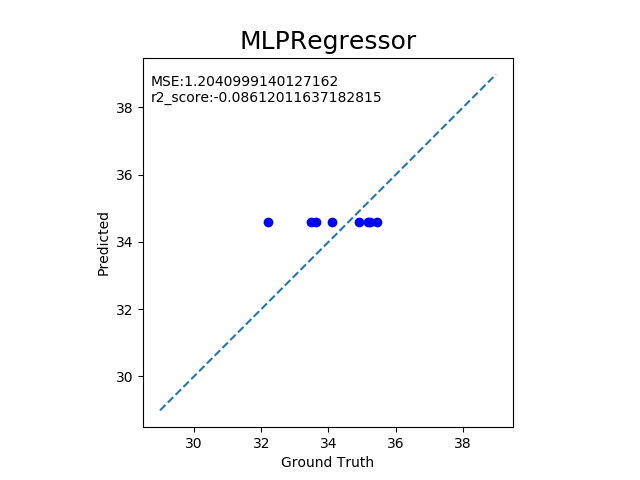 MLPRegressor
MSE:1.2040999140127162
r2_score:-0.08612011637182815
38
36
34
32
30
Predicted
30 32 34 36 38
Ground Truth